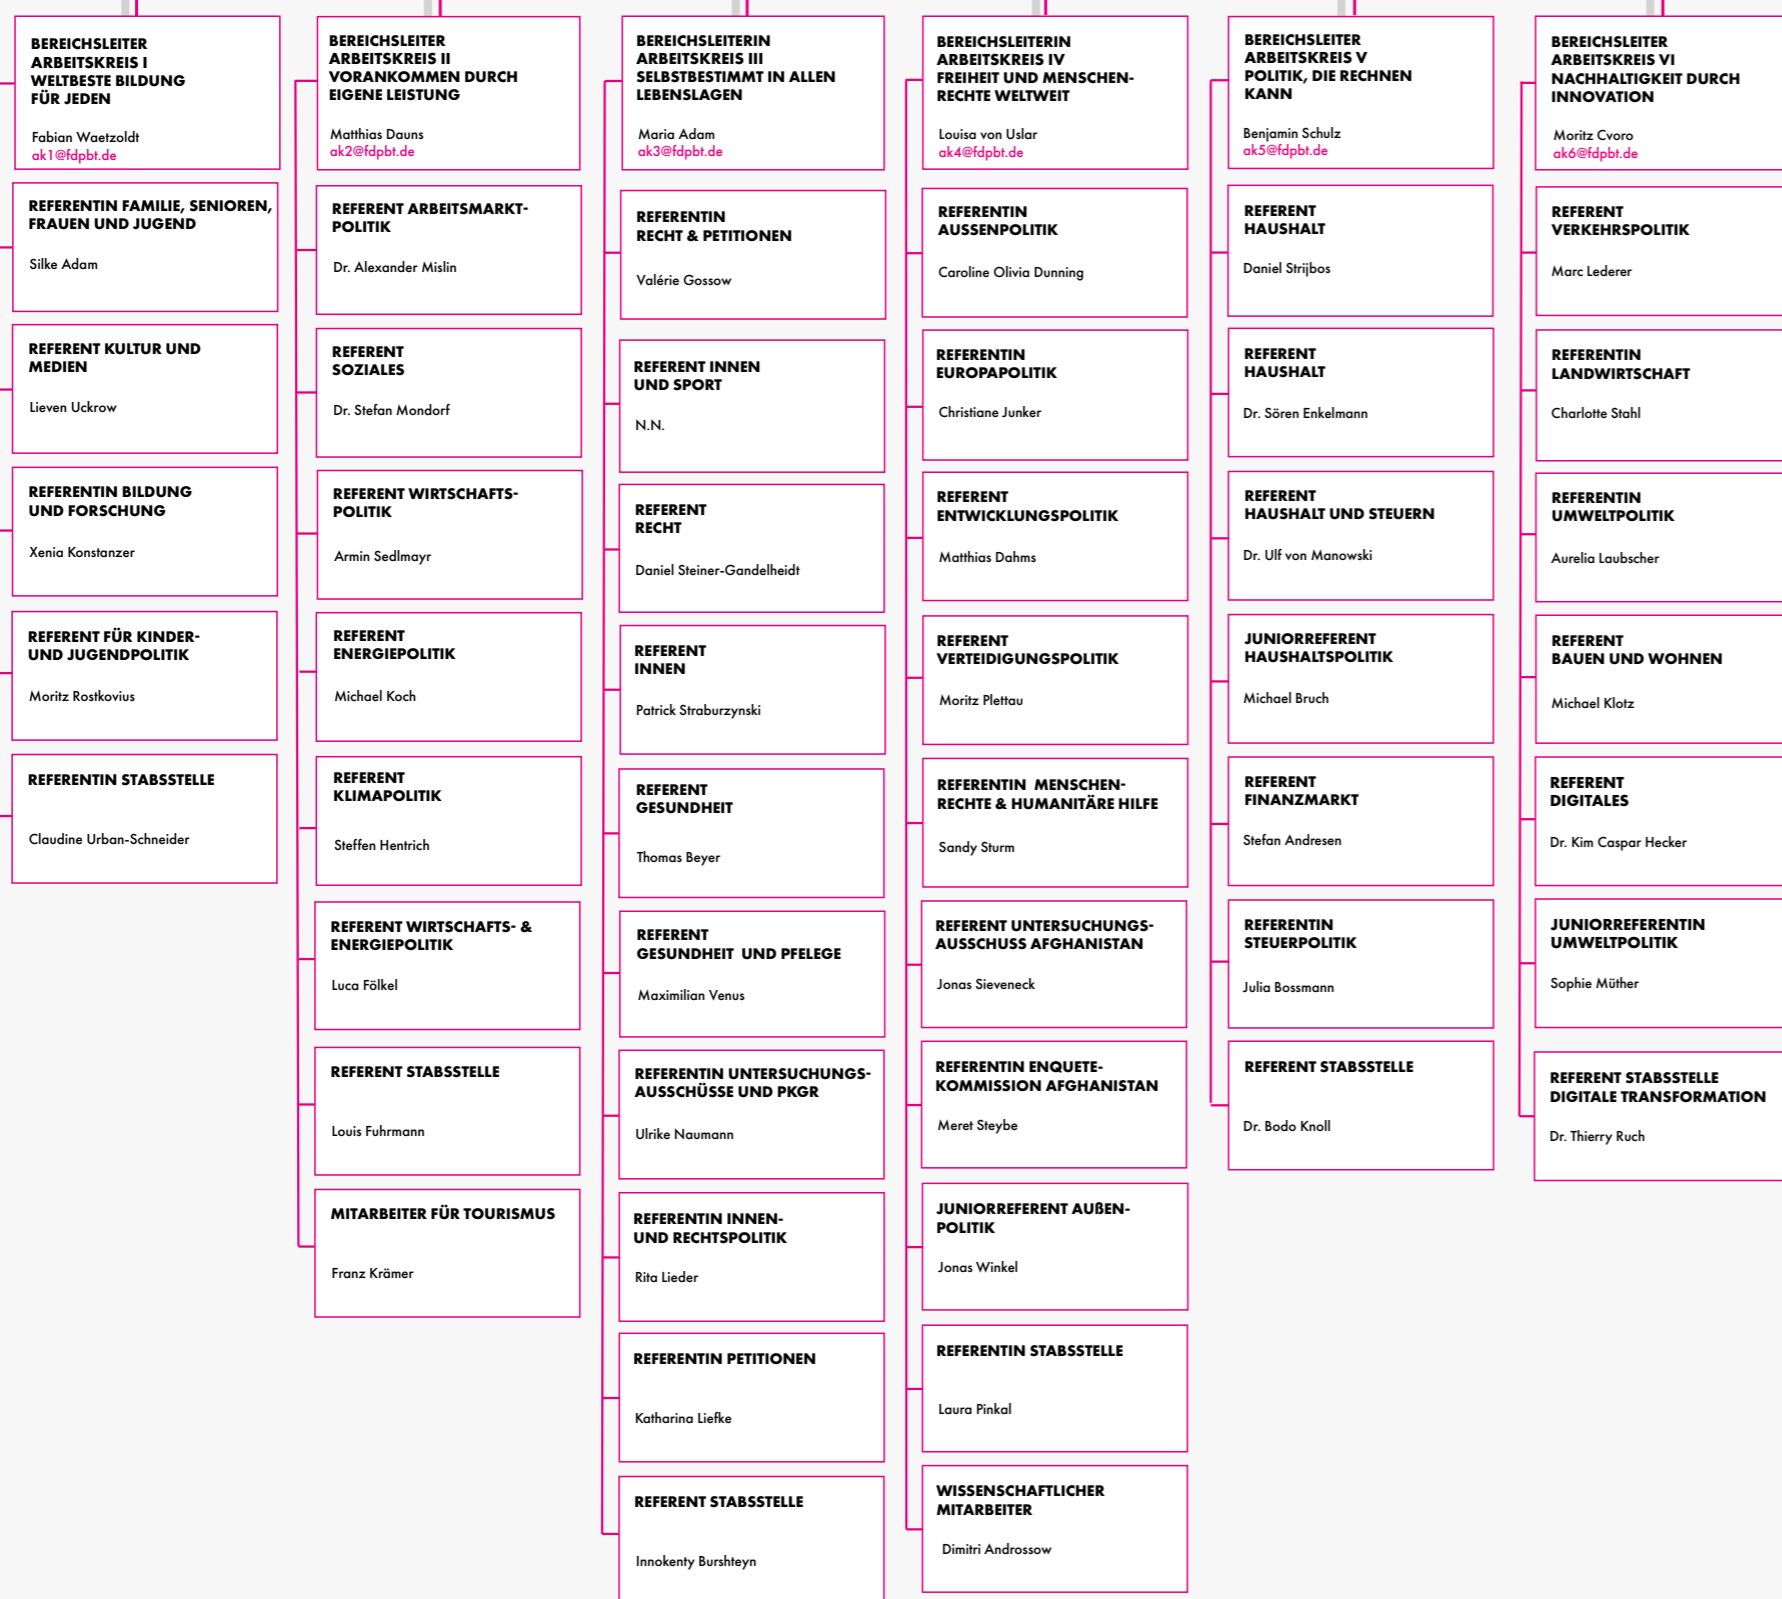 BEREICHSLEITER
ARBEITSKREIS I
WELTBESTE BILDUNG
FÜR JEDEN
Fabian Waetzoldt
ak1@fdpbt.de
REFERENTIN FAMILIE, SENIOREN,
FRAUEN UND JUGEND
Silke Adam
REFERENT KULTUR UND
MEDIEN
Lieven Uckrow
REFERENTIN BILDUNG
UND FORSCHUNG
Xenia Konstanzer
REFERENT FÜR KINDER-
UND JUGENDPOLITIK
Moritz Rostkovius
REFERENTIN STABSSTELLE
Claudine Urban-Schneider
BEREICHSLEITER
ARBEITSKREIS II
VORANKOMMEN DURCH
EIGENE LEISTUNG
Matthias Dauns
ak2@fdpbt.de
REFERENT ARBEITSMARKT-
POLITIK
Dr. Alexander Mislin
REFERENT
SOZIALES
Dr. Stefan Mondorf
REFERENT WIRTSCHAFTS-
POLITIK
Armin Sedlmayr
REFERENT
ENERGIEPOLITIK
Michael Koch
REFERENT
KLIMAPOLITIK
Steffen Hentrich
REFERENT WIRTSCHAFTS- &
ENERGIEPOLITIK
Luca Fölkel
REFERENT STABSSTELLE
Louis Fuhrmann
MITARBEITER FÜR TOURISMUS
Franz Krämer
BEREICHSLEITERIN
ARBEITSKREIS III
SELBSTBESTIMMT IN ALLEN
LEBENSLAGEN
Maria Adam
ak3@fdpbt.de
REFERENTIN
RECHT & PETITIONEN
Valérie Gossow
REFERENT INNEN
UND SPORT
N.N.
REFERENT
RECHT
Daniel Steiner-Gandelheidt
REFERENT
INNEN
Patrick Straburzynski
REFERENT
GESUNDHEIT
Thomas Beyer
REFERENT
GESUNDHEIT UND PFELEGE
Maximilian Venus
REFERENTIN UNTERSUCHUNGS-
AUSSCHÜSSE UND PKGR
Ulrike Naumann
REFERENTIN INNEN-
UND RECHTSPOLITIK
Rita Lieder
REFERENTIN PETITIONEN
Katharina Liefke
REFERENT STABSSTELLE
Innokenty Burshteyn
BEREICHSLEITERIN
ARBEITSKREIS IV
FREIHEIT UND MENSCHEN-
RECHTE WELTWEIT
Louisa von Uslar
ak4@fdpbt.de
REFERENTIN
AUSSENPOLITIK
Caroline Olivia Dunning
REFERENTIN
EUROPAPOLITIK
Christiane Junker
REFERENT
ENTWICKLUNGSPOLITIK
Matthias Dahms
REFERENT
VERTEIDIGUNGSPOLITIK
Moritz Plettau
REFERENTIN MENSCHEN-
RECHTE & HUMANITÄRE HILFE
Sandy Sturm
REFERENT UNTERSUCHUNGS-
AUSSCHUSS AFGHANISTAN
Jonas Sieveneck
REFERENTIN ENQUETE-
KOMMISSION AFGHANISTAN
Meret Steybe
JUNIORREFERENT AUßEN-
POLITIK
Jonas Winkel
REFERENTIN STABSSTELLE
Laura Pinkal
WISSENSCHAFTLICHER
MITARBEITER
Dimitri Androssow
BEREICHSLEITER
ARBEITSKREIS V
POLITIK, DIE RECHNEN
KANN
Benjamin Schulz
ak5@fdpbt.de
REFERENT
HAUSHALT
Daniel Strijbos
REFERENT
HAUSHALT
Dr. Sören Enkelmann
REFERENT
HAUSHALT UND STEUERN
Dr. Ulf von Manowski
JUNIORREFERENT
HAUSHALTSPOLITIK
Michael Bruch
REFERENT
FINANZMARKT
Stefan Andresen
REFERENTIN
STEUERPOLITIK
Julia Bossmann
REFERENT STABSSTELLE
Dr. Bodo Knoll
BEREICHSLEITER
ARBEITSKREIS VI
NACHHALTIGKEIT DURCH
INNOVATION
Moritz Cvoro
ak6@fdpbt.de
REFERENT
VERKEHRSPOLITIK
Marc Lederer
REFERENTIN
LANDWIRTSCHAFT
Charlotte Stahl
REFERENTIN
UMWELTPOLITIK
Aurelia Laubscher
REFERENT
BAUEN UND WOHNEN
Michael Klotz
REFERENT
DIGITALES
Dr. Kim Caspar Hecker
JUNIORREFERENTIN
UMWELTPOLITIK
Sophie Müther
REFERENT STABSSTELLE
DIGITALE TRANSFORMATION
Dr. Thierry Ruch